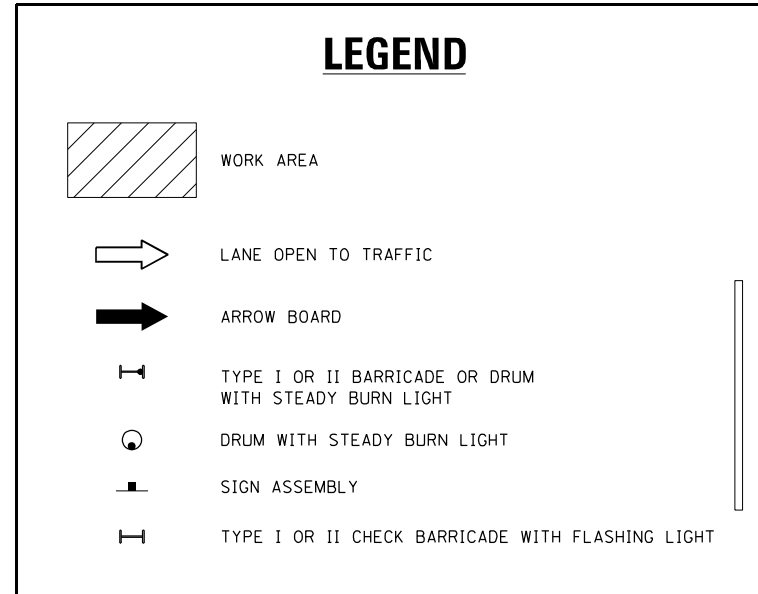 LEGEND
WORK AREA
LANE OPEN TO TRAFFIC
ARROW BOARD
TYPE I OR II BARRICADE OR DRUM
WITH STEADY BURN LIGHT
DRUM WITH STEADY BURN LIGHT
SIGN ASSEMBLY
TYPE I OR II CHECK BARRICADE WITH FLASHING LIGHT